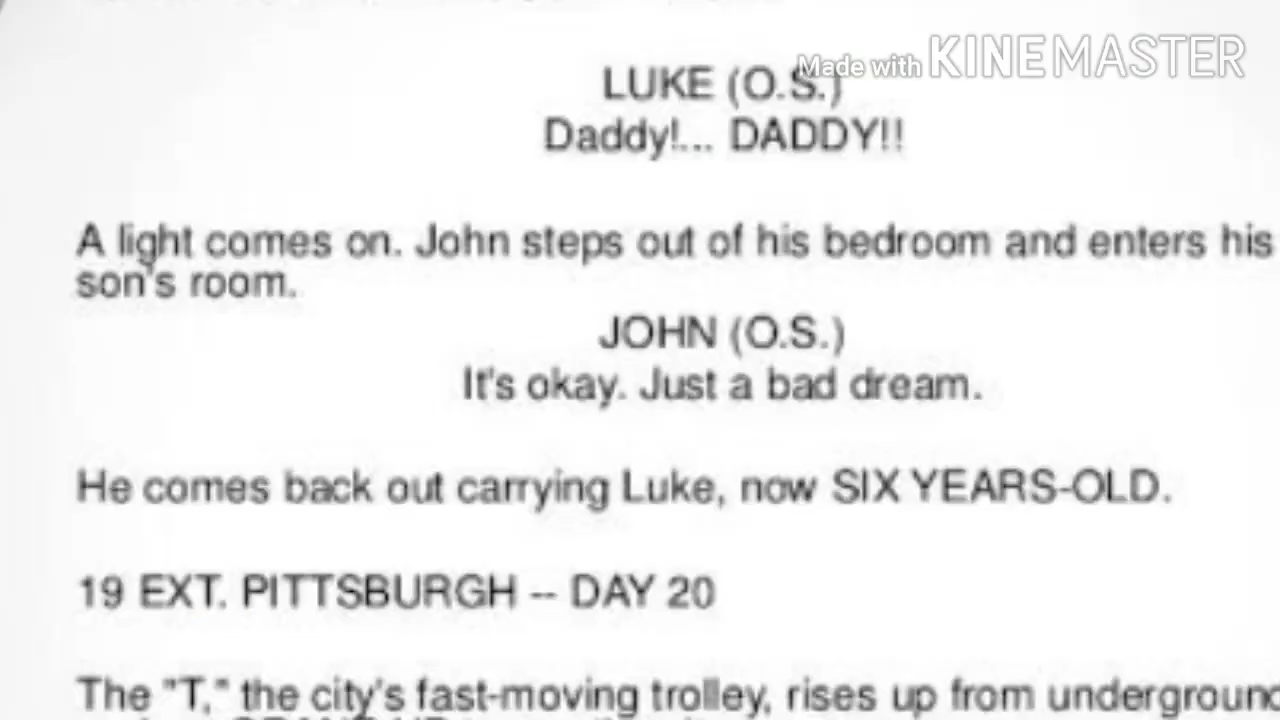 Made with KINEMASTER
LUKE (O.S.)
Daddy!... DADDY!!
A light comes on. John steps out of his bedroom and enters his
son's room.
JOHN (O.S.)
It's okay. Just a bad dream.
He comes back out carrying Luke, now SIX YEARS-OLD.
19 EXT. PITTSBURGH -- DAY 20
The "T," the city's fast-moving trolley, rises up from underground